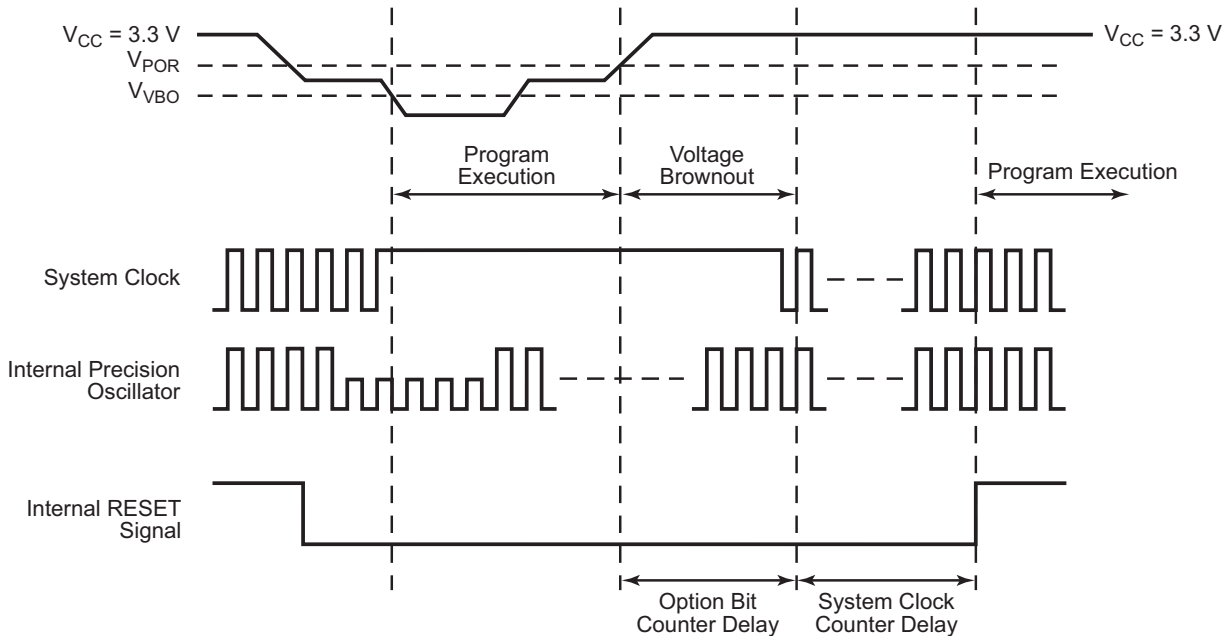 V_CC = 3.3 V
V_CC = 3.3 V
V_POR
V_VBO
Program
Execution
Voltage
Brownout
Program Execution
System Clock
Internal Precision
Oscillator
Internal RESET
Signal
Option Bit
Counter Delay
System Clock
Counter Delay